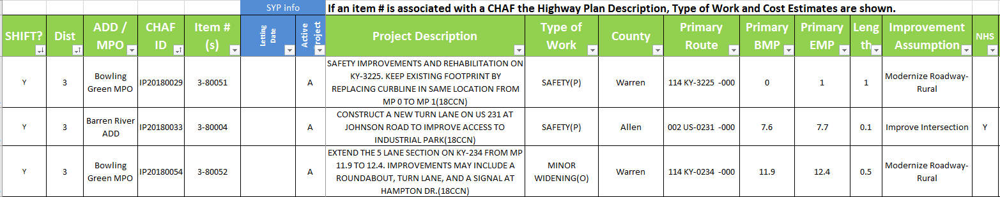 SYP info
If an item # is associated with a CHAF the Highway Plan Description, Type of Work and Cost Estimates are shown.
SHIFT?
Dist
ADD /
MPO
CHAF
ID
Item #
(s)
Letting
Date
Active
Project
Project Description
Type of
Work
County
Primary
Route
Primary
BMP
Primary
EMP
Leng
th
Improvement
Assumption
NHS
Y
3
Bowling
Green MPO
IP20180029
3-80051
A
SAFETY IMPROVEMENTS AND REHABILITATION ON
KY-3225. KEEP EXISTING FOOTPRINT BY
REPLACING CURBLINE IN SAME LOCATION FROM
MP 0 TO MP 1(18CCN)
SAFETY(P)
Warren
114 KY-3225 -000
0
1
1
Modernize Roadway-
Rural
Y
3
Barren River
ADD
IP20180033
3-80004
A
CONSTRUCT A NEW TURN LANE ON US 231 AT
JOHNSON ROAD TO IMPROVE ACCESS TO
INDUSTRIAL PARK(18CCN)
SAFETY(P)
Allen
002 US-0231 -000
7.6
7.7
0.1
Improve Intersection
Y
Y
3
Bowling
Green MPO
IP20180054
3-80052
A
EXTEND THE 5 LANE SECTION ON KY-234 FROM MP
11.9 TO 12.4. IMPROVEMENTS MAY INCLUDE A
ROUNDABOUT, TURN LANE, AND A SIGNAL AT
HAMPTON DR.(18CCN)
MINOR
WIDENING(O)
Warren
114 KY-0234 -000
11.9
12.4
0.5
Modernize Roadway-
Rural